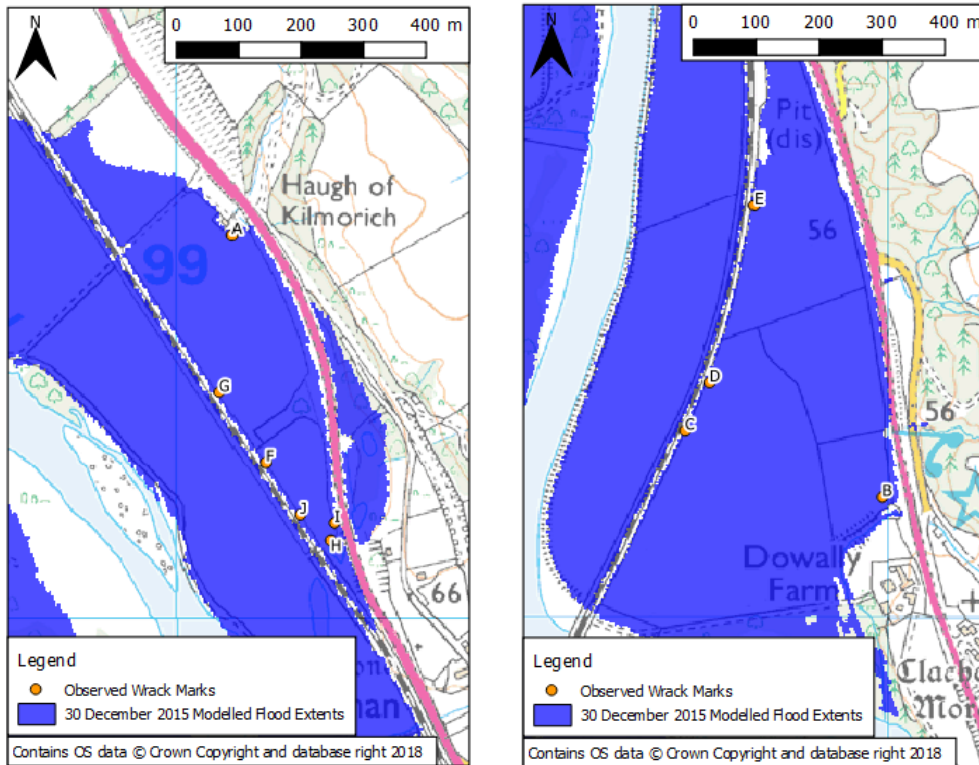 N
0 100 200 300 400 m
Haugh of
Kilmorich
A
99
G
F
J
I
H
66
Legend
Observed Wrack Marks
30 December 2015 Modelled Flood Extents
Contains OS data © Crown Copyright and database right 2018
N
0 100 200 300 400 m
Pit
(dis)
E
56
D
56
C
B
Dowally
Farm
Legend
Observed Wrack Marks
30 December 2015 Modelled Flood Extents
Contains OS data © Crown Copyright and database right 2018